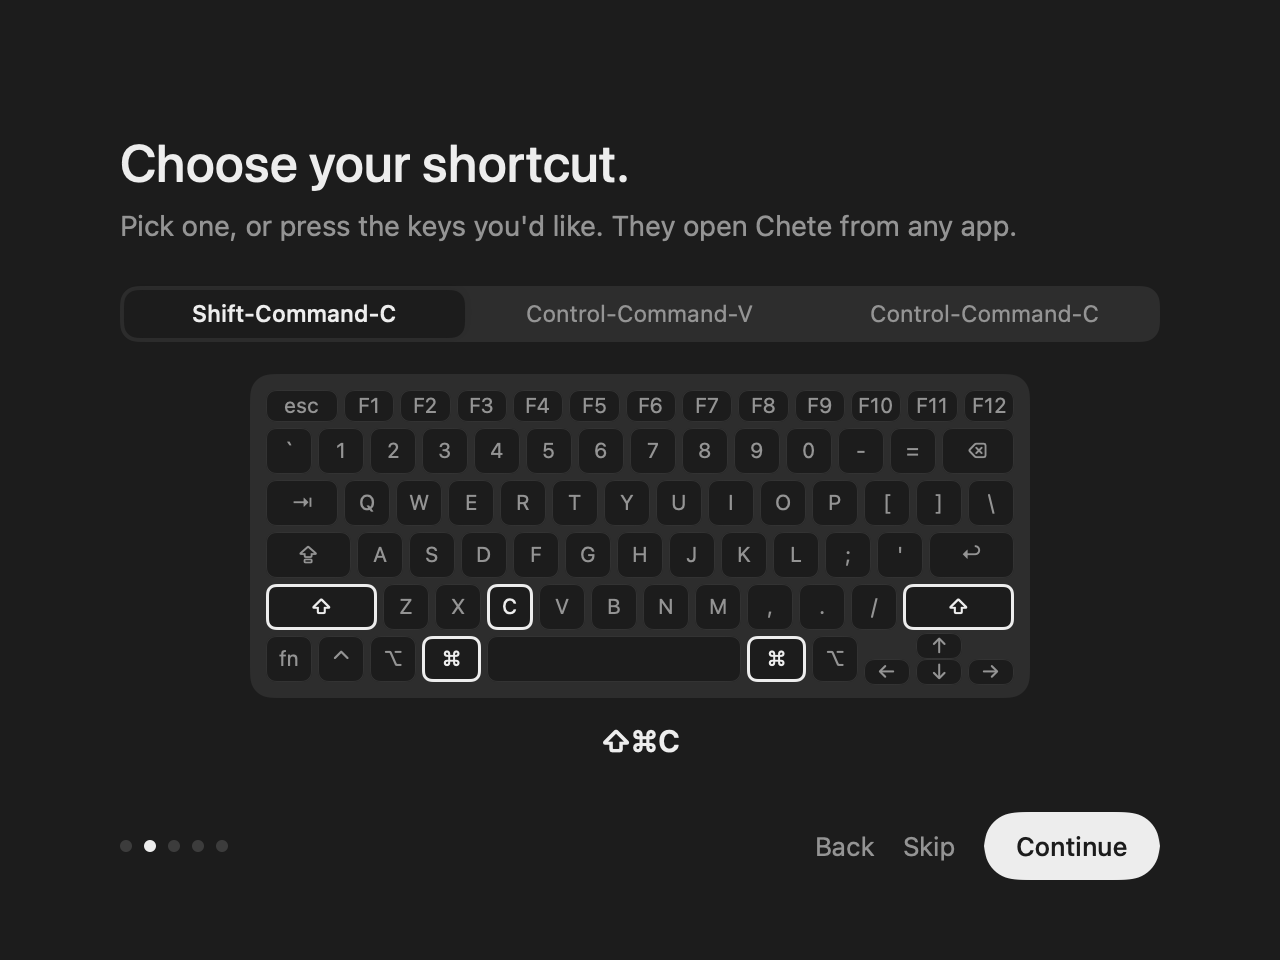 Choose your shortcut.
Pick one, or press the keys you'd like. They open Chete from any app.
Shift-Command-C Control-Command-V Control-Command-C
esc F1 F2 F3 F4 F5 F6 F7 F8 F9 F10 F11 F12
` 1 2 3 4 5 6 7 8 9 0 - = ⌫
⇥ Q W E R T Y U I O P [ ] \
⇪ A S D F G H J K L ; ' ↩
⇧ Z X C V B N M , . / ⇧
fn ⌃ ⌥ ⌘ ⌘ ⌥ ← ↑ ↓ →
⇧⌘C
Back Skip Continue